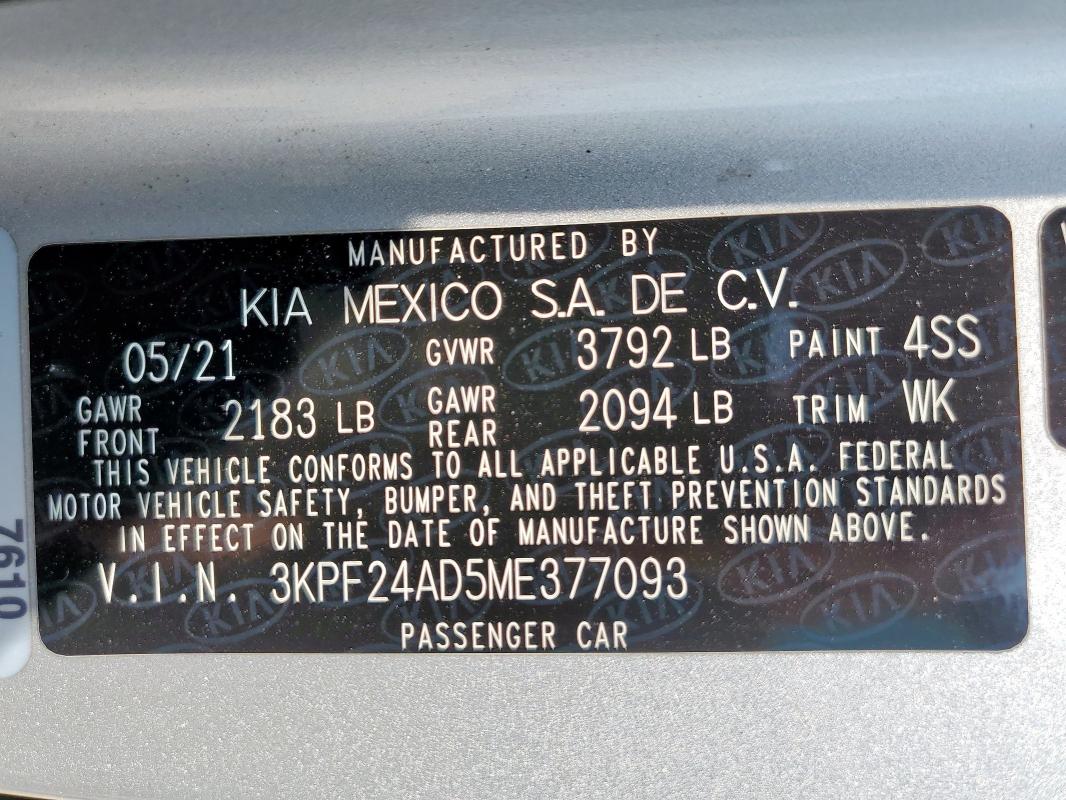 MANUFACTURED BY
KIA MEXICO S.A. DE C.V.
05/21 GVWR 3792 LB PAINT 4SS
GAWR FRONT 2183 LB GAWR REAR 2094 LB TRIM WK
THIS VEHICLE CONFORMS TO ALL APPLICABLE U.S.A. FEDERAL
MOTOR VEHICLE SAFETY, BUMPER, AND THEFT PREVENTION STANDARDS
IN EFFECT ON THE DATE OF MANUFACTURE SHOWN ABOVE.
V.I.N. 3KPF24AD5ME377093
PASSENGER CAR
7610